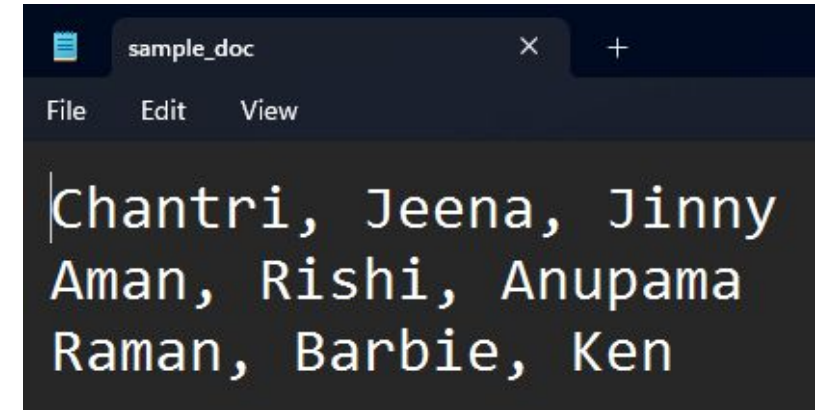 sample_doc
File Edit View
Chantri, Jeena, Jinny
Aman, Rishi, Anupama
Raman, Barbie, Ken